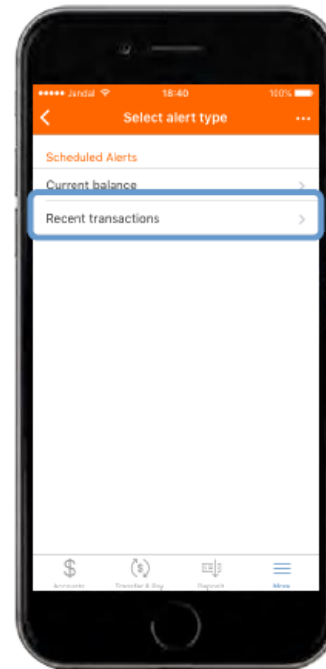 Jandal 18:40 100%
Select alert type
Scheduled Alerts
Current balance
Recent transactions
Accounts Transfer & Pay Deposit More